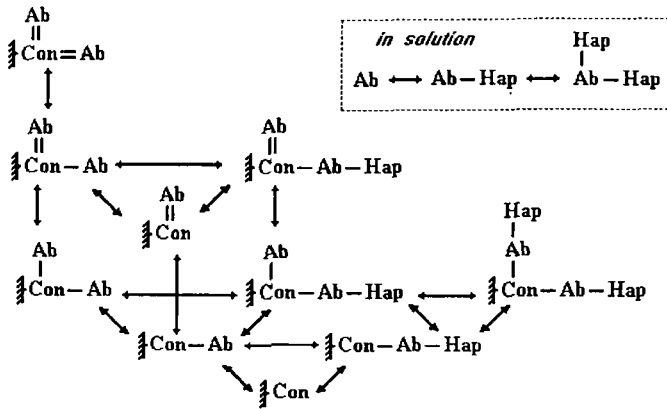 Ab
Con=Ab
in solution
Hap
Ab ↔ Ab-Hap ↔ Ab-Hap
Ab
Con-Ab
Ab
Con-Ab-Hap
Ab
Con
Hap
Ab
Con-Ab
Ab
Con-Ab-Hap
Ab
Con-Ab-Hap
Con-Ab
Con-Ab-Hap
Con